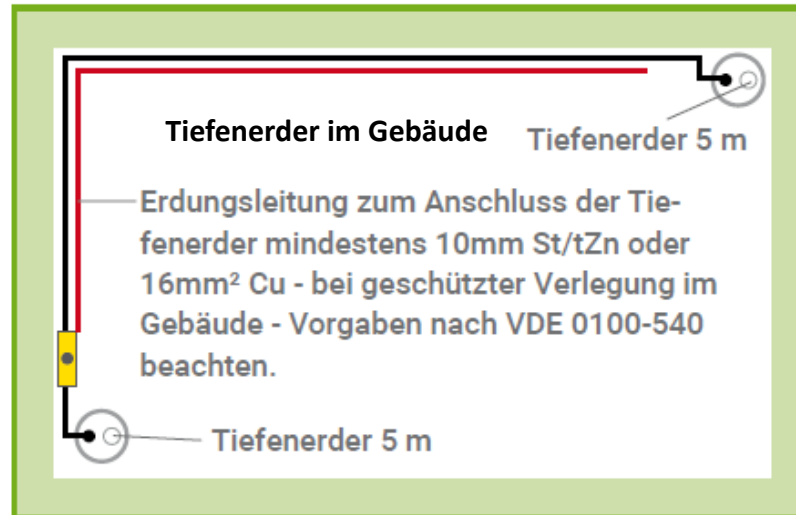 Tiefenerder im Gebäude
Tiefenerder 5 m
Erdungsleitung zum Anschluss der Tie-
fenerder mindestens 10mm St/tZn oder
16mm² Cu - bei geschützter Verlegung im
Gebäude - Vorgaben nach VDE 0100-540
beachten.
Tiefenerder 5 m